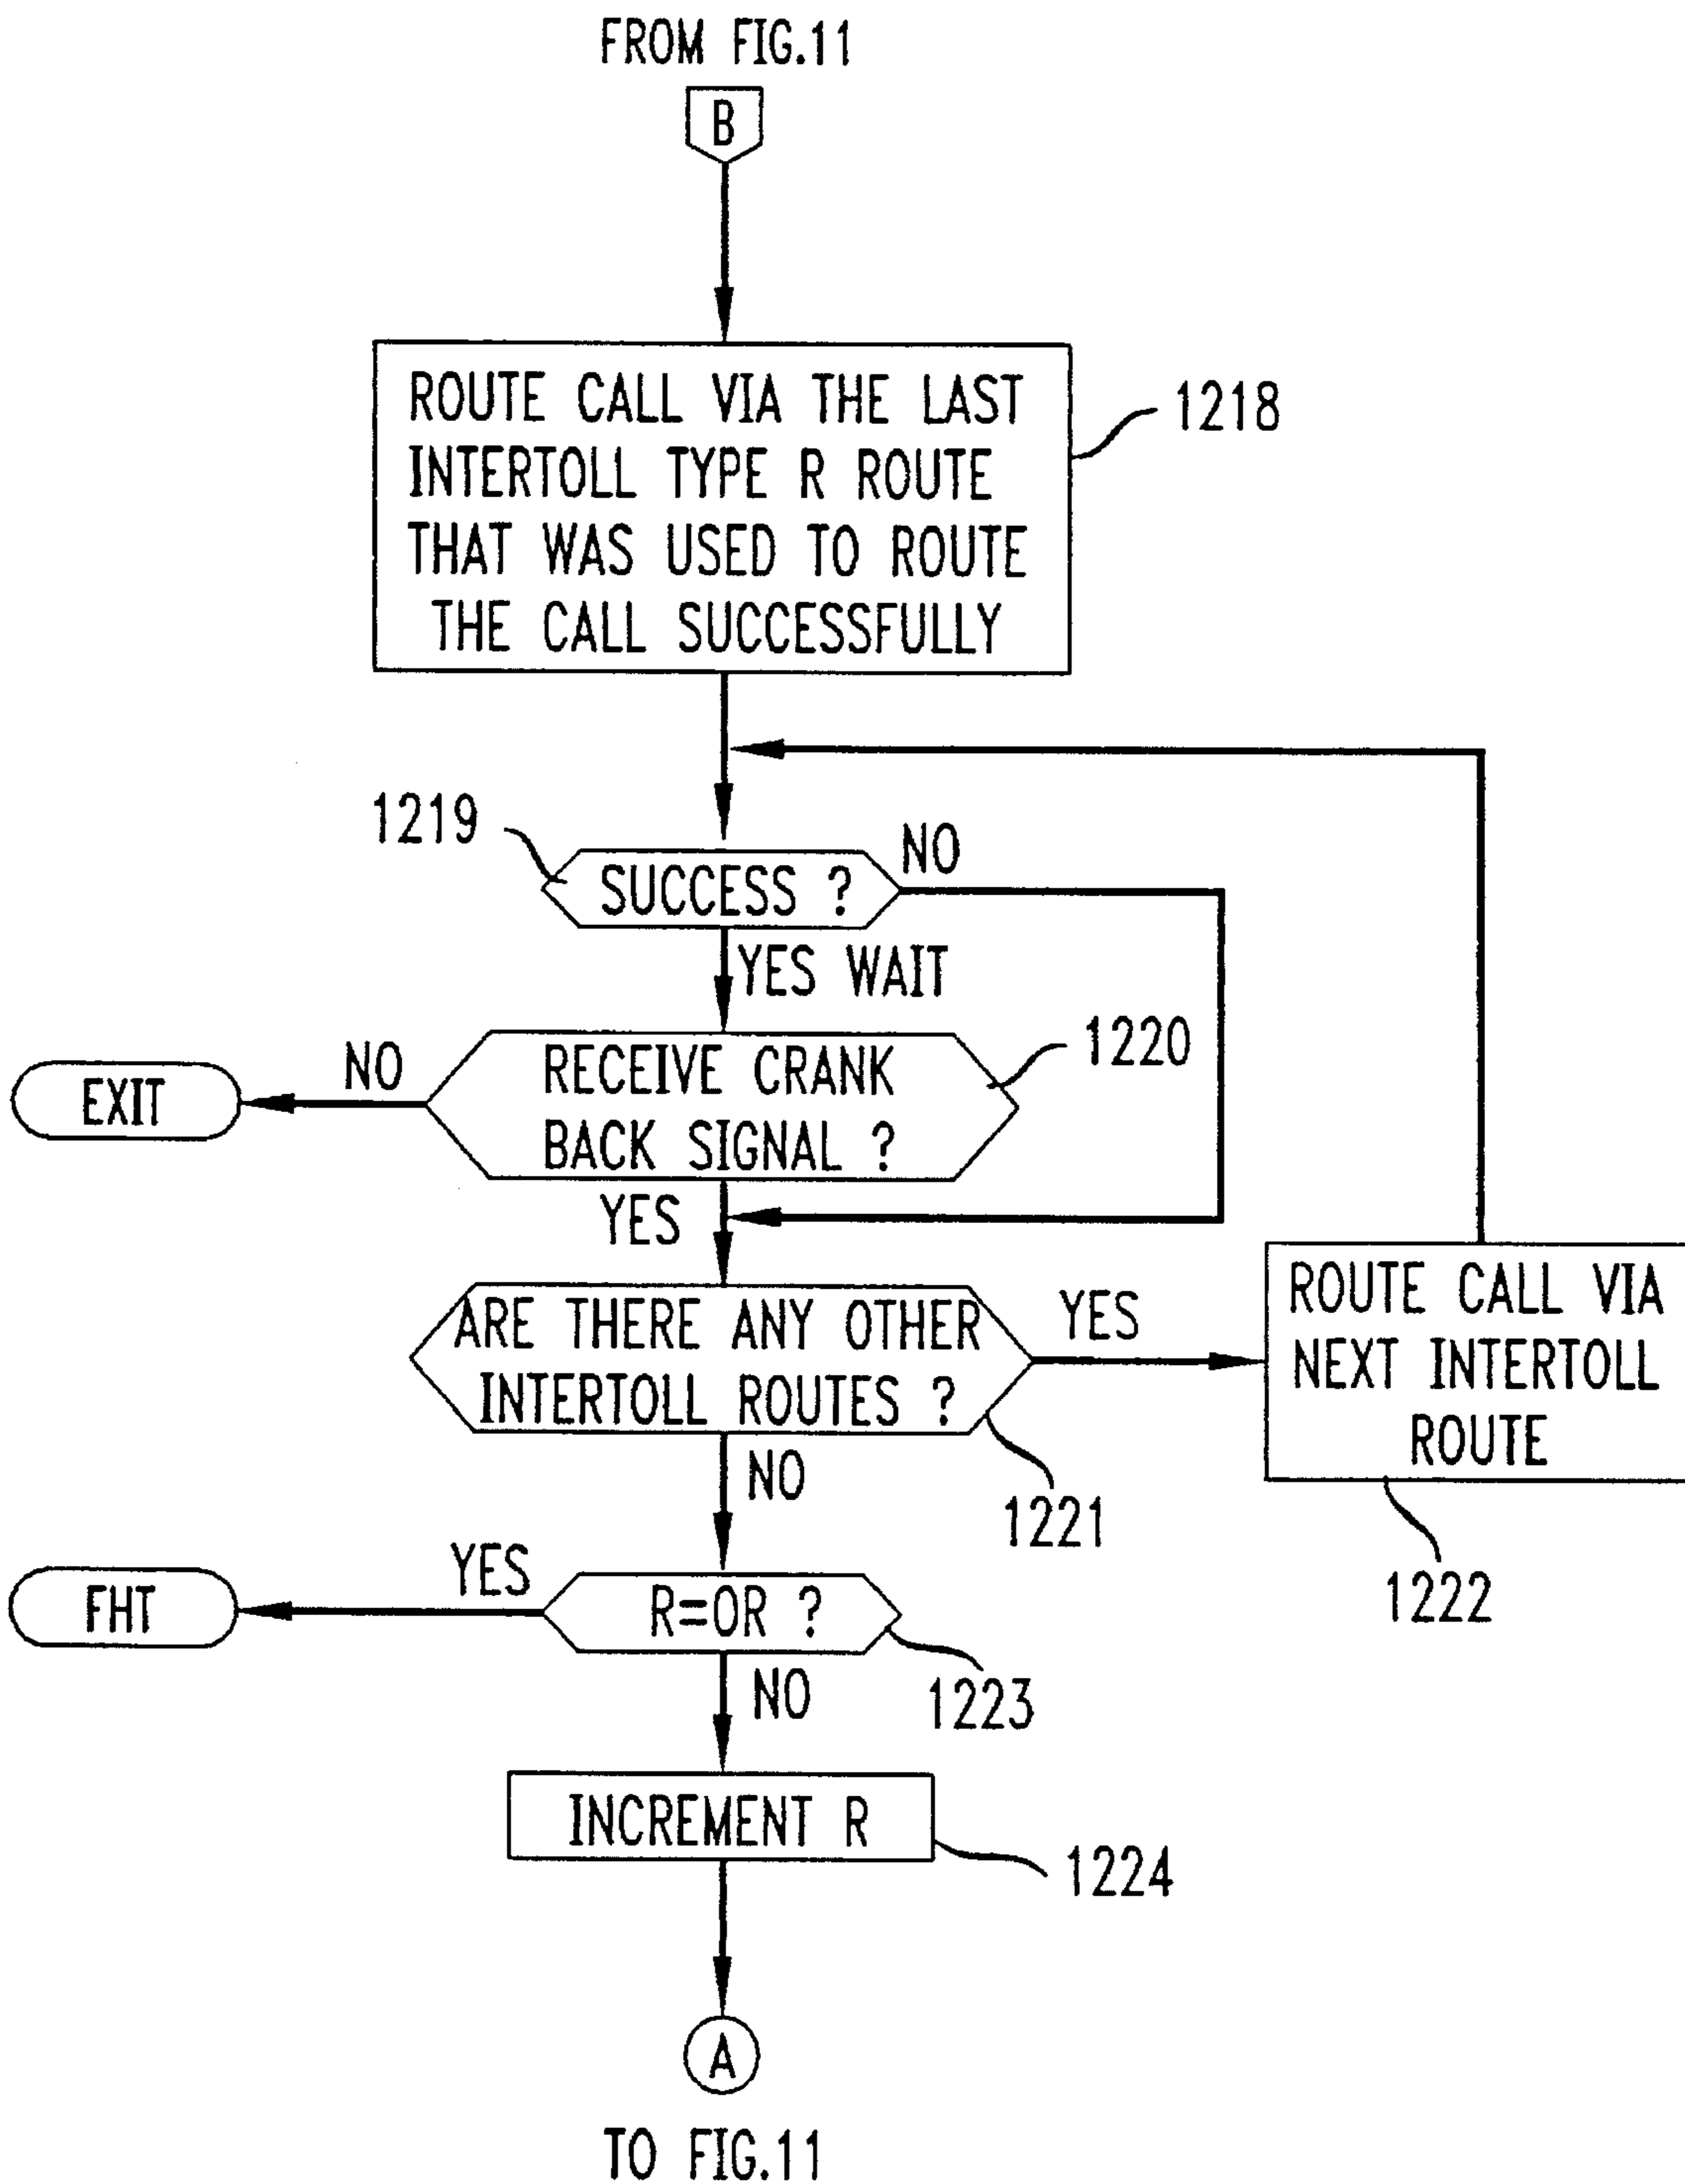 FROM FIG.11
B
ROUTE CALL VIA THE LAST
INTERTOLL TYPE R ROUTE
THAT WAS USED TO ROUTE
THE CALL SUCCESSFULLY
1218
1219
SUCCESS ?
NO
YES WAIT
EXIT
NO
RECEIVE CRANK
BACK SIGNAL ?
1220
YES
ARE THERE ANY OTHER
INTERTOLL ROUTES ?
1221
YES
ROUTE CALL VIA
NEXT INTERTOLL
ROUTE
1222
NO
FHT
YES
R=OR ?
1223
NO
INCREMENT R
1224
A
TO FIG.11